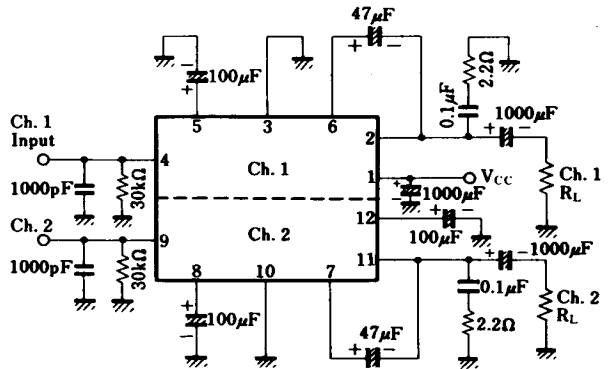 47μF
+ −
−
+
100μF
2.2Ω
0.1μF
1000μF
+ −
5 3 6
2
Ch. 1
Input
4
Ch. 1
1
VCC
+
1000μF
Ch. 1
RL
1000pF
30kΩ
12
+ −
100μF
Ch. 2
9
Ch. 2
11
+ −
1000μF
1000pF
30kΩ
8 10 7
+
−
100μF
0.1μF
2.2Ω
Ch. 2
RL
47μF
+ −